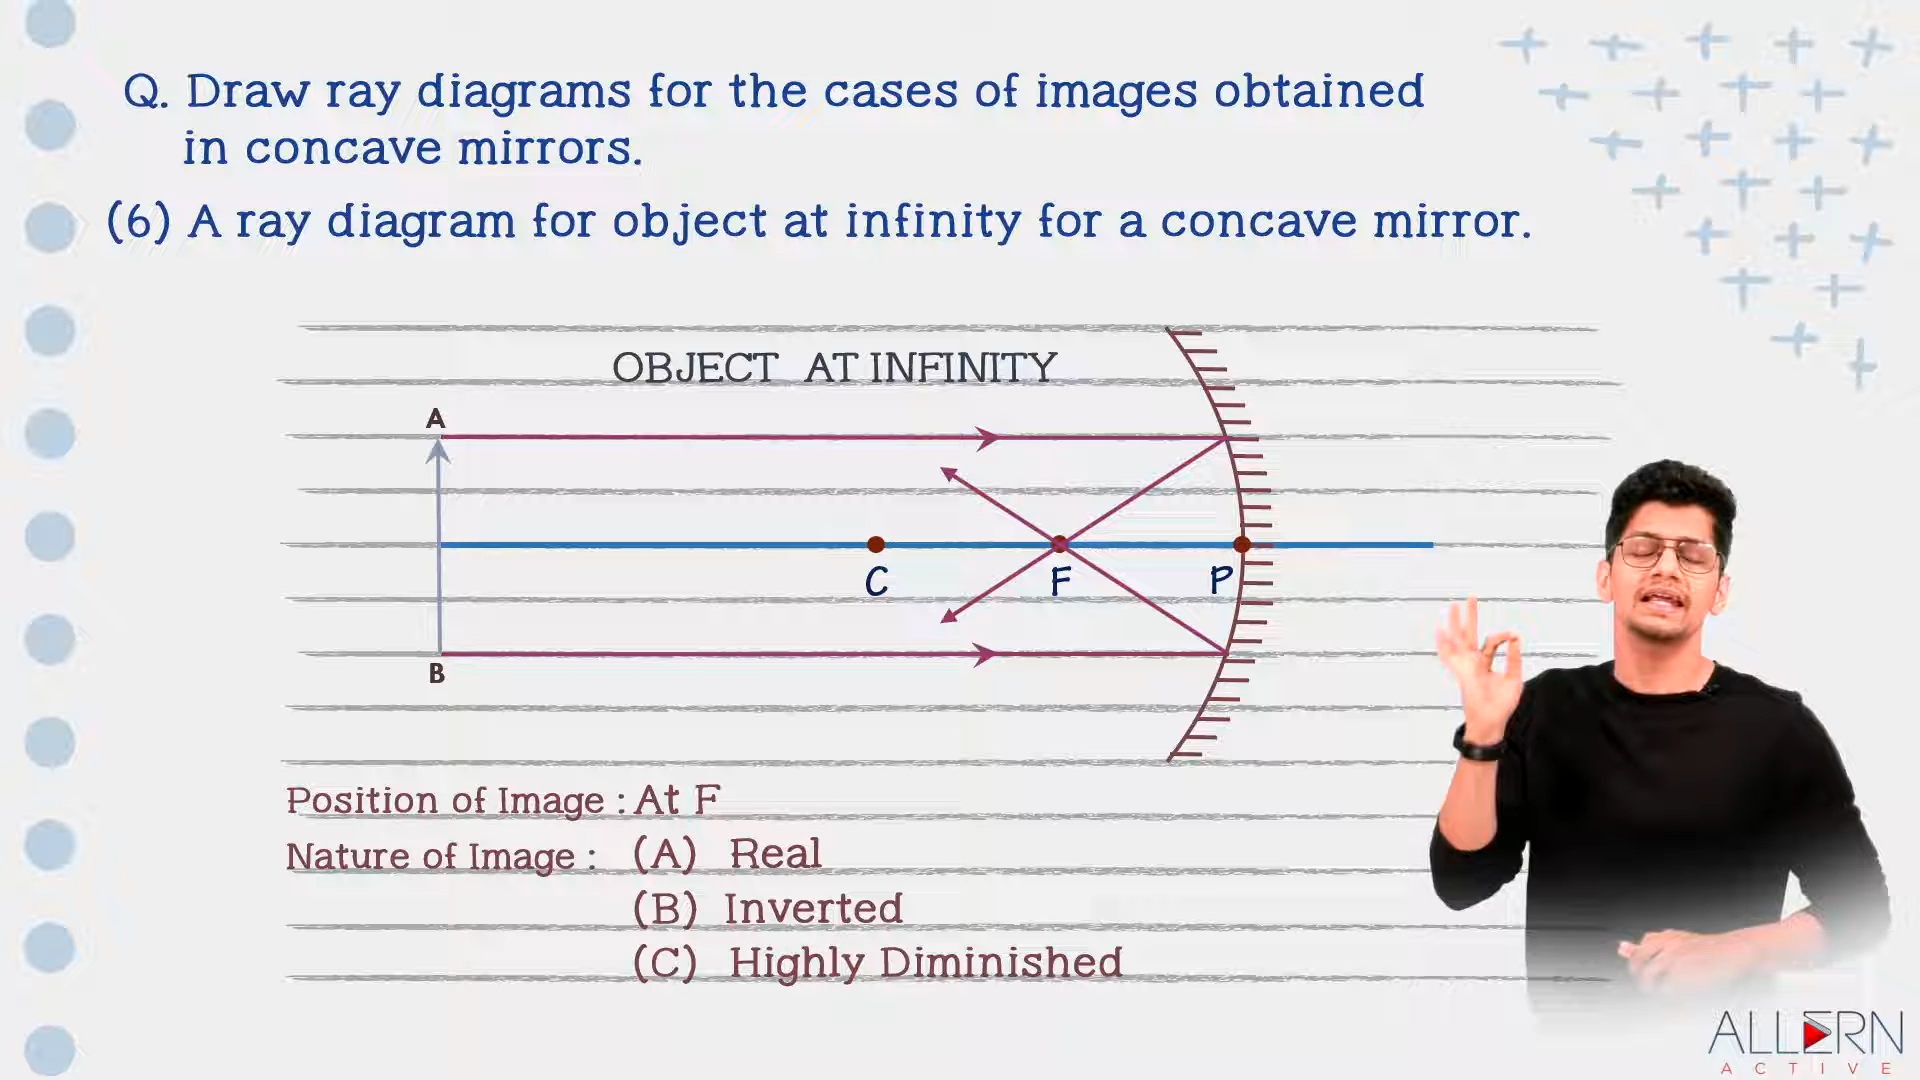 Q. Draw ray diagrams for the cases of images obtained
in concave mirrors.
(6) A ray diagram for object at infinity for a concave mirror.
OBJECT AT INFINITY
A
C F P
B
Position of Image : At F
Nature of Image : (A) Real
(B) Inverted
(C) Highly Diminished
ALLERN
ACTIVE